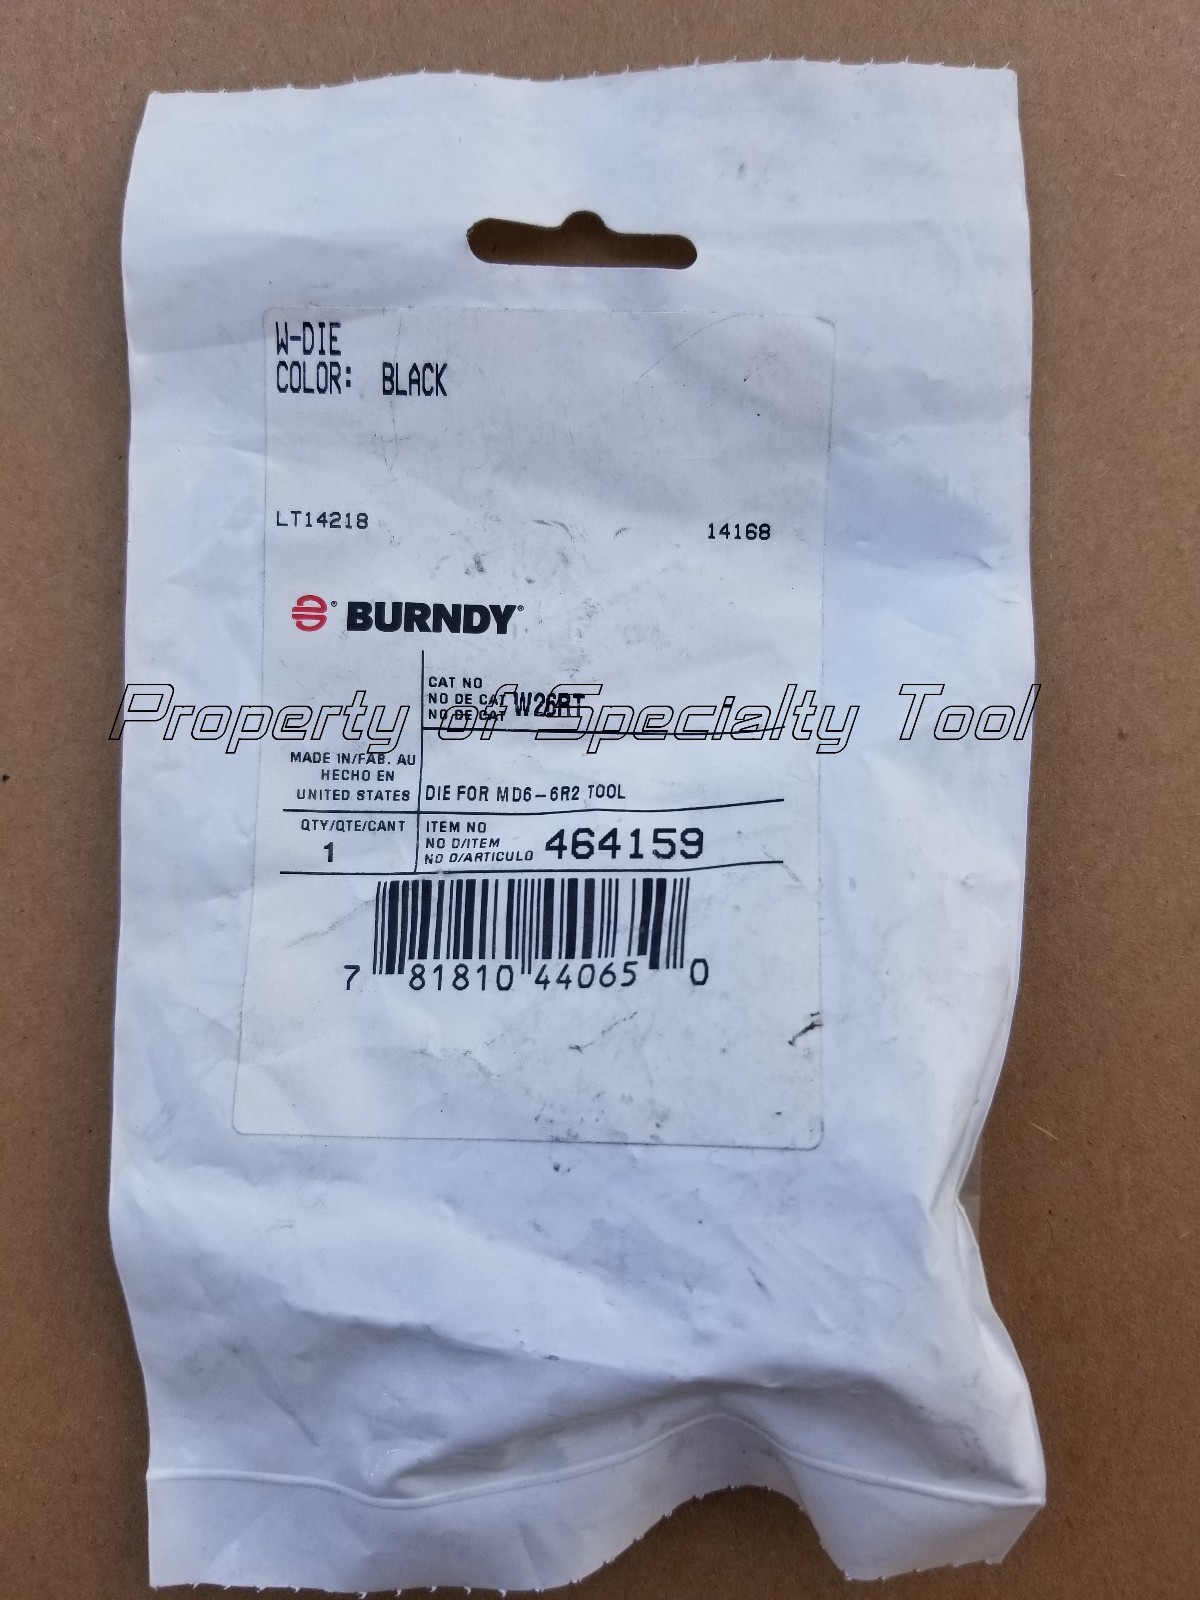 W-DIE
COLOR: BLACK
LT14218 14168
BURNDY®
CAT NO
NO DE CAT W26RT
NO DE CAT
Property of Specialty Tool
MADE IN/FAB. AU
HECHO EN
UNITED STATES
DIE FOR MD6-6R2 TOOL
QTY/QTE/CANT
1
ITEM NO
NO D/ITEM
NO D/ARTICULO
464159
7 81810 44065 0